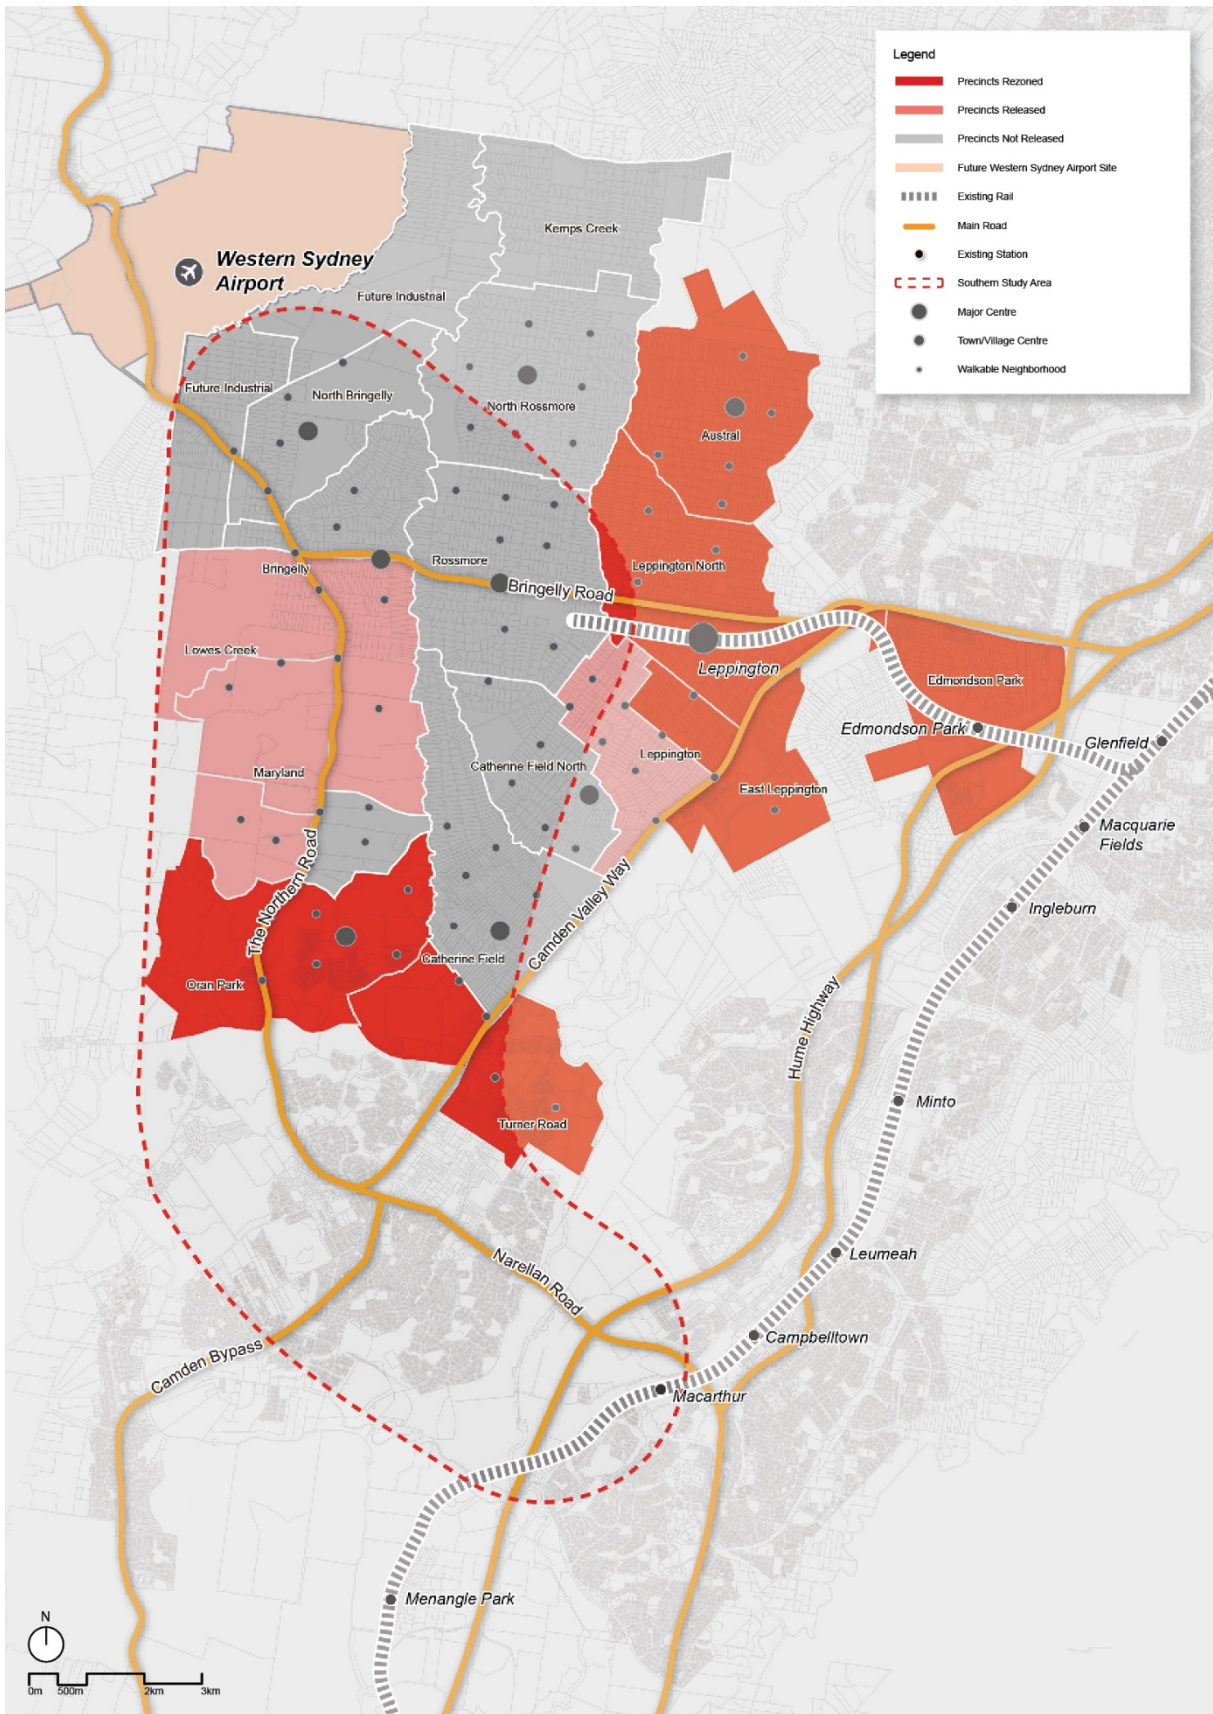 Legend
Precincts Rezoned
Precincts Released
Precincts Not Released
Future Western Sydney Airport Site
Existing Rail
Main Road
Existing Station
Southern Study Area
Major Centre
Town/Village Centre
Walkable Neighborhood
Kemps Creek
Western Sydney
Airport
Future Industrial
Future Industrial
North Bringelly
North Rossmore
Austral
Rossmore
Bringelly
Leppington North
Bringelly Road
Lowes Creek
Leppington
Edmondson Park
Edmondson Park
Glenfield
Maryland
Catherine Field North
Leppington
East Leppington
Macquarie
Fields
The Northern Road
Camden Valley Way
Ingleburn
Catherine Field
Oran Park
Hume Highway
Minto
Turner Road
Leumeah
Narellan Road
Campbelltown
Camden Bypass
Macarthur
Menangle Park
N
0m 500m 2km 3km